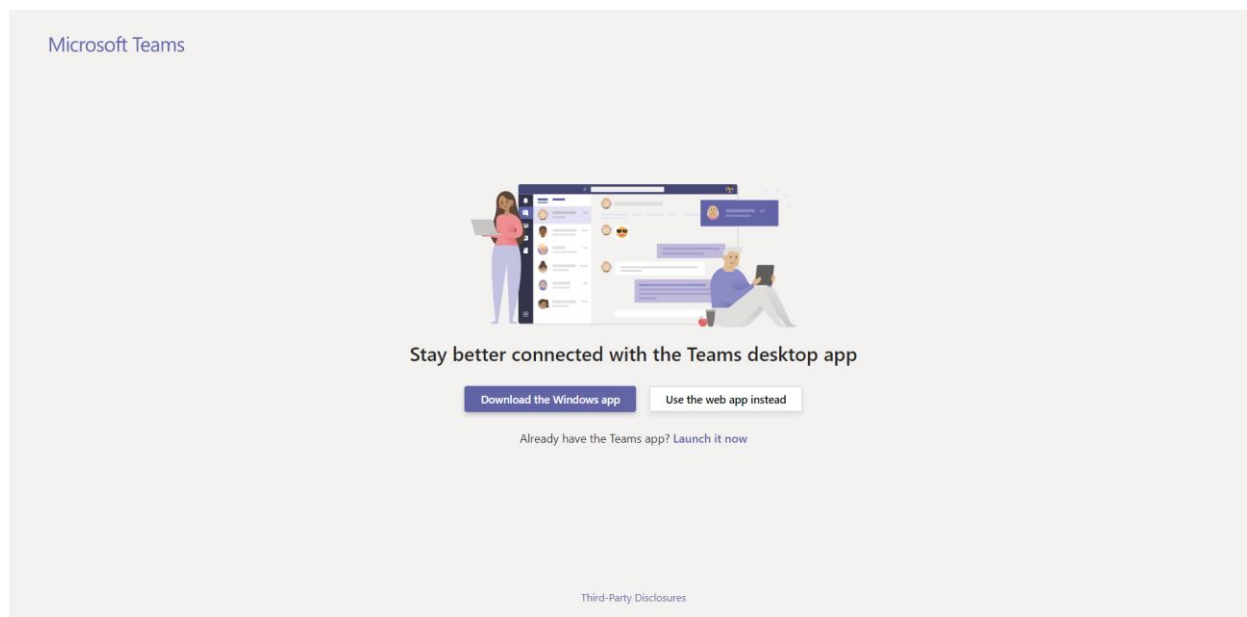 Microsoft Teams
Stay better connected with the Teams desktop app
Download the Windows app
Use the web app instead
Already have the Teams app? Launch it now
Third-Party Disclosures